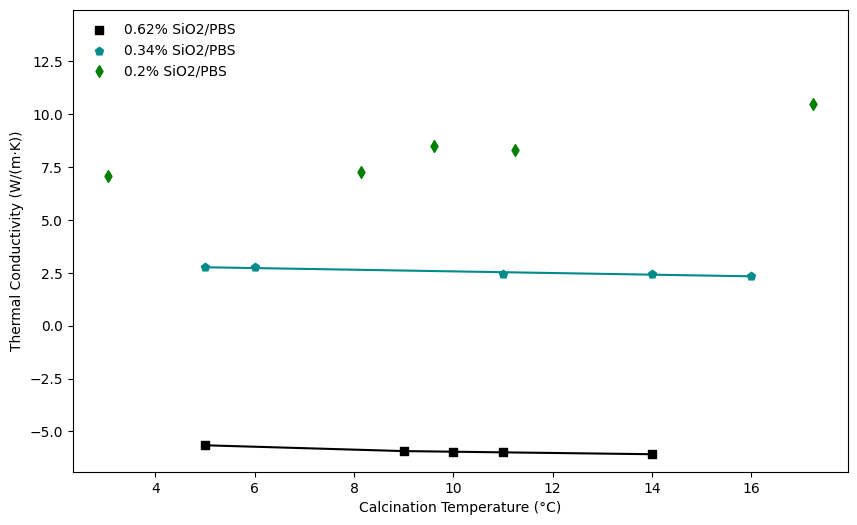 0.62% SiO2/PBS
0.34% SiO2/PBS
0.2% SiO2/PBS
12.5
10.0
7.5
5.0
2.5
0.0
−2.5
−5.0
Thermal Conductivity (W/(m·K))
4 6 8 10 12 14 16
Calcination Temperature (°C)